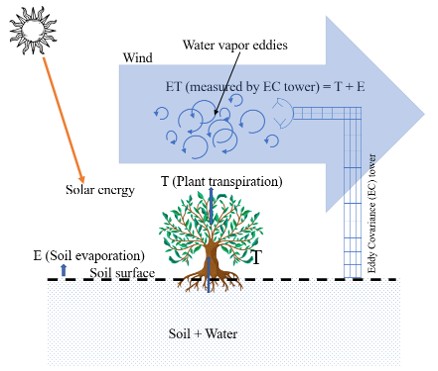 Water vapor eddies
Wind
ET (measured by EC tower) = T + E
Solar energy
T (Plant transpiration)
Eddy Covariance (EC) tower
E (Soil evaporation)
T
Soil surface
Soil + Water